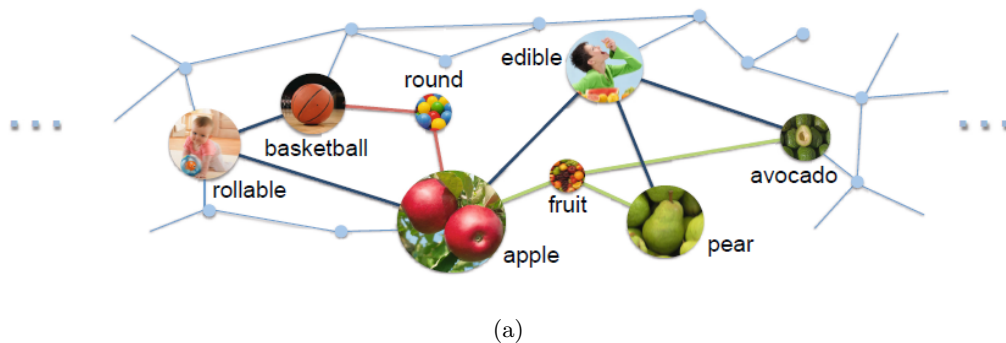 edible
round
basketball
rollable
avocado
fruit
apple
pear
(a)